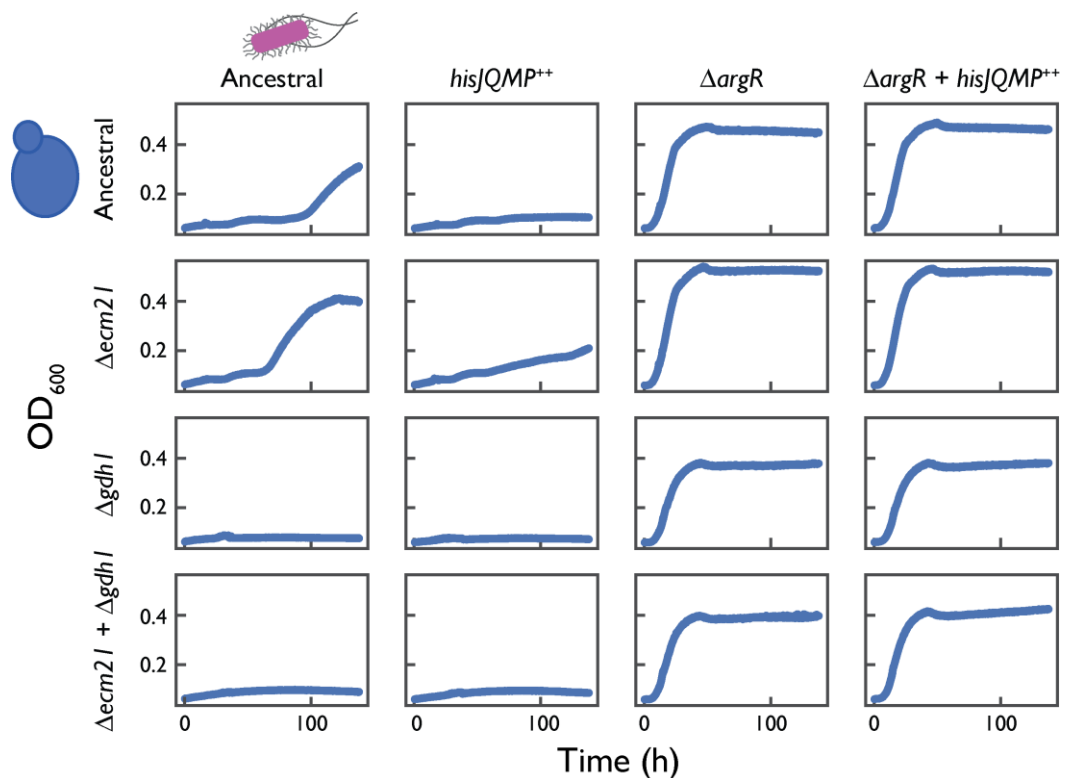 Ancestral hisJQMP++ ΔargR ΔargR + hisJQMP++
Ancestral
0.4
0.2
Δecm21
0.4
0.2
OD600
Δgdh1
0.4
0.2
Δecm21 + Δgdh1
0.4
0.2
0 100 0 100 0 100 0 100
Time (h)